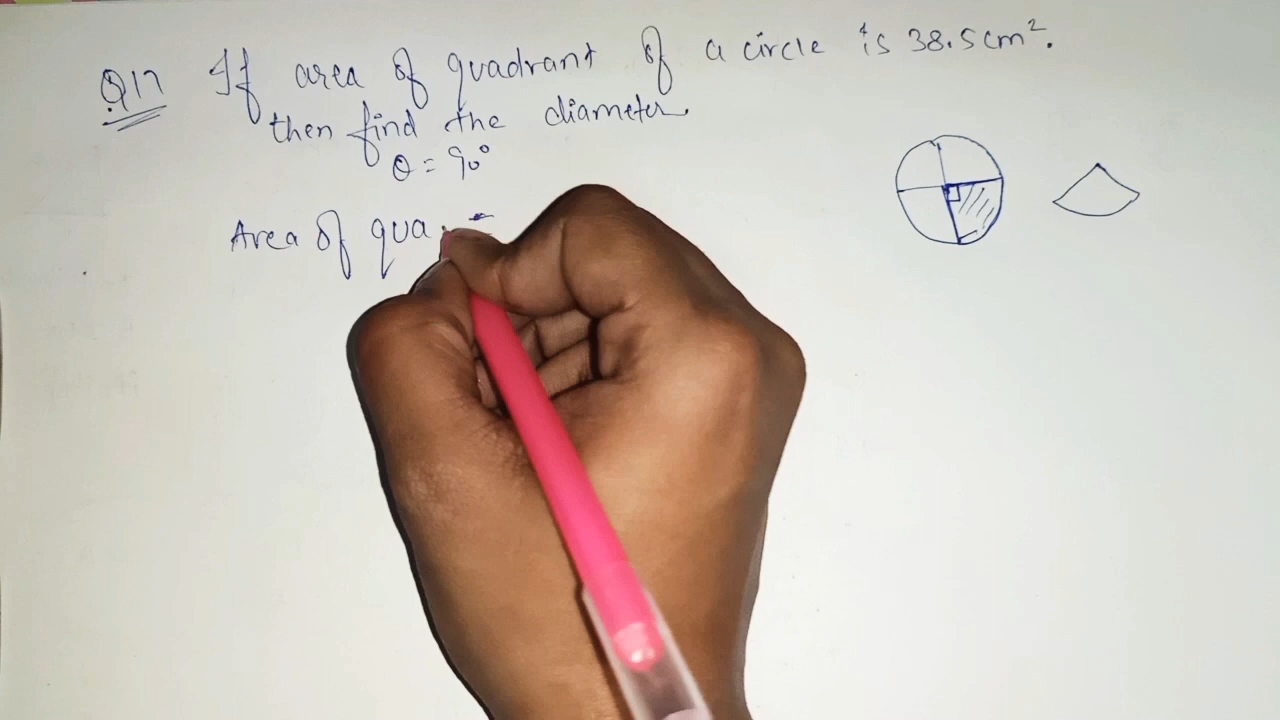 Q17 If area of quadrant of a circle is 38.5cm².
then find the diameter.
θ = 90°
Area of qua